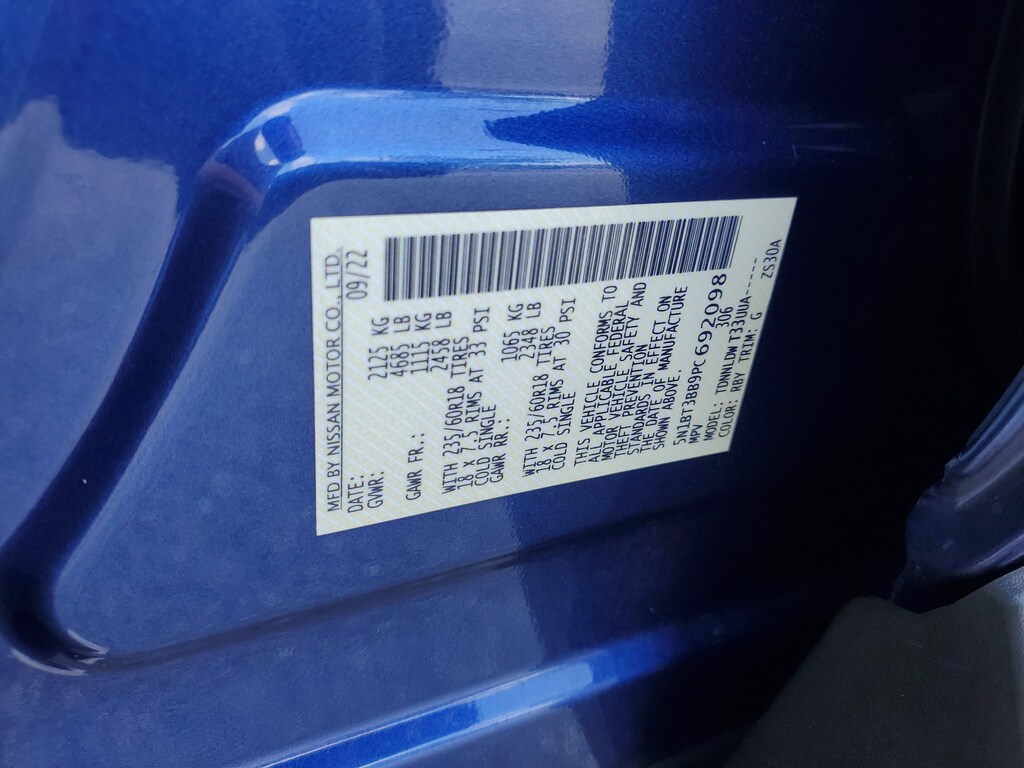 MFD BY NISSAN MOTOR CO., LTD.
DATE: 09/22
GVWR: 2125 KG
4685 LB
GAWR FR.: 1115 KG
2458 LB
WITH 235/60R18 TIRES
18 x 7.5 RIMS AT 33 PSI
COLD SINGLE
GAWR RR.: 1065 KG
2348 LB
WITH 235/60R18 TIRES
18 x 7.5 RIMS AT 30 PSI
COLD SINGLE
THIS VEHICLE CONFORMS TO
ALL APPLICABLE FEDERAL
MOTOR VEHICLE SAFETY AND
THEFT PREVENTION
STANDARDS IN EFFECT ON
THE DATE OF MANUFACTURE
SHOWN ABOVE.
5N1BT3BB9PC692098
MPV 306
MODEL: TDNNLDW T33UUA-----
COLOR: RBY TRIM: G
ZS30A